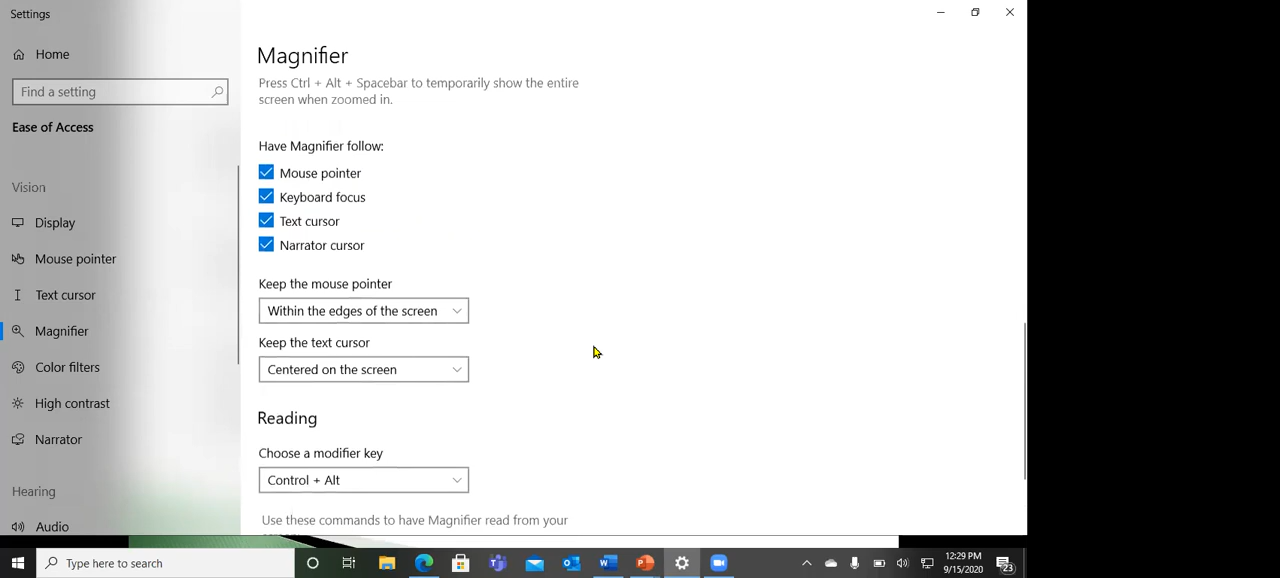 Settings
Home
Find a setting
Ease of Access
Vision
Display
Mouse pointer
Text cursor
Magnifier
Color filters
High contrast
Narrator
Hearing
Audio
Magnifier
Press Ctrl + Alt + Spacebar to temporarily show the entire
screen when zoomed in.
Have Magnifier follow:
Mouse pointer
Keyboard focus
Text cursor
Narrator cursor
Keep the mouse pointer
Within the edges of the screen
Keep the text cursor
Centered on the screen
Reading
Choose a modifier key
Control + Alt
Use these commands to have Magnifier read from your
Type here to search
12:29 PM
9/15/2020
23